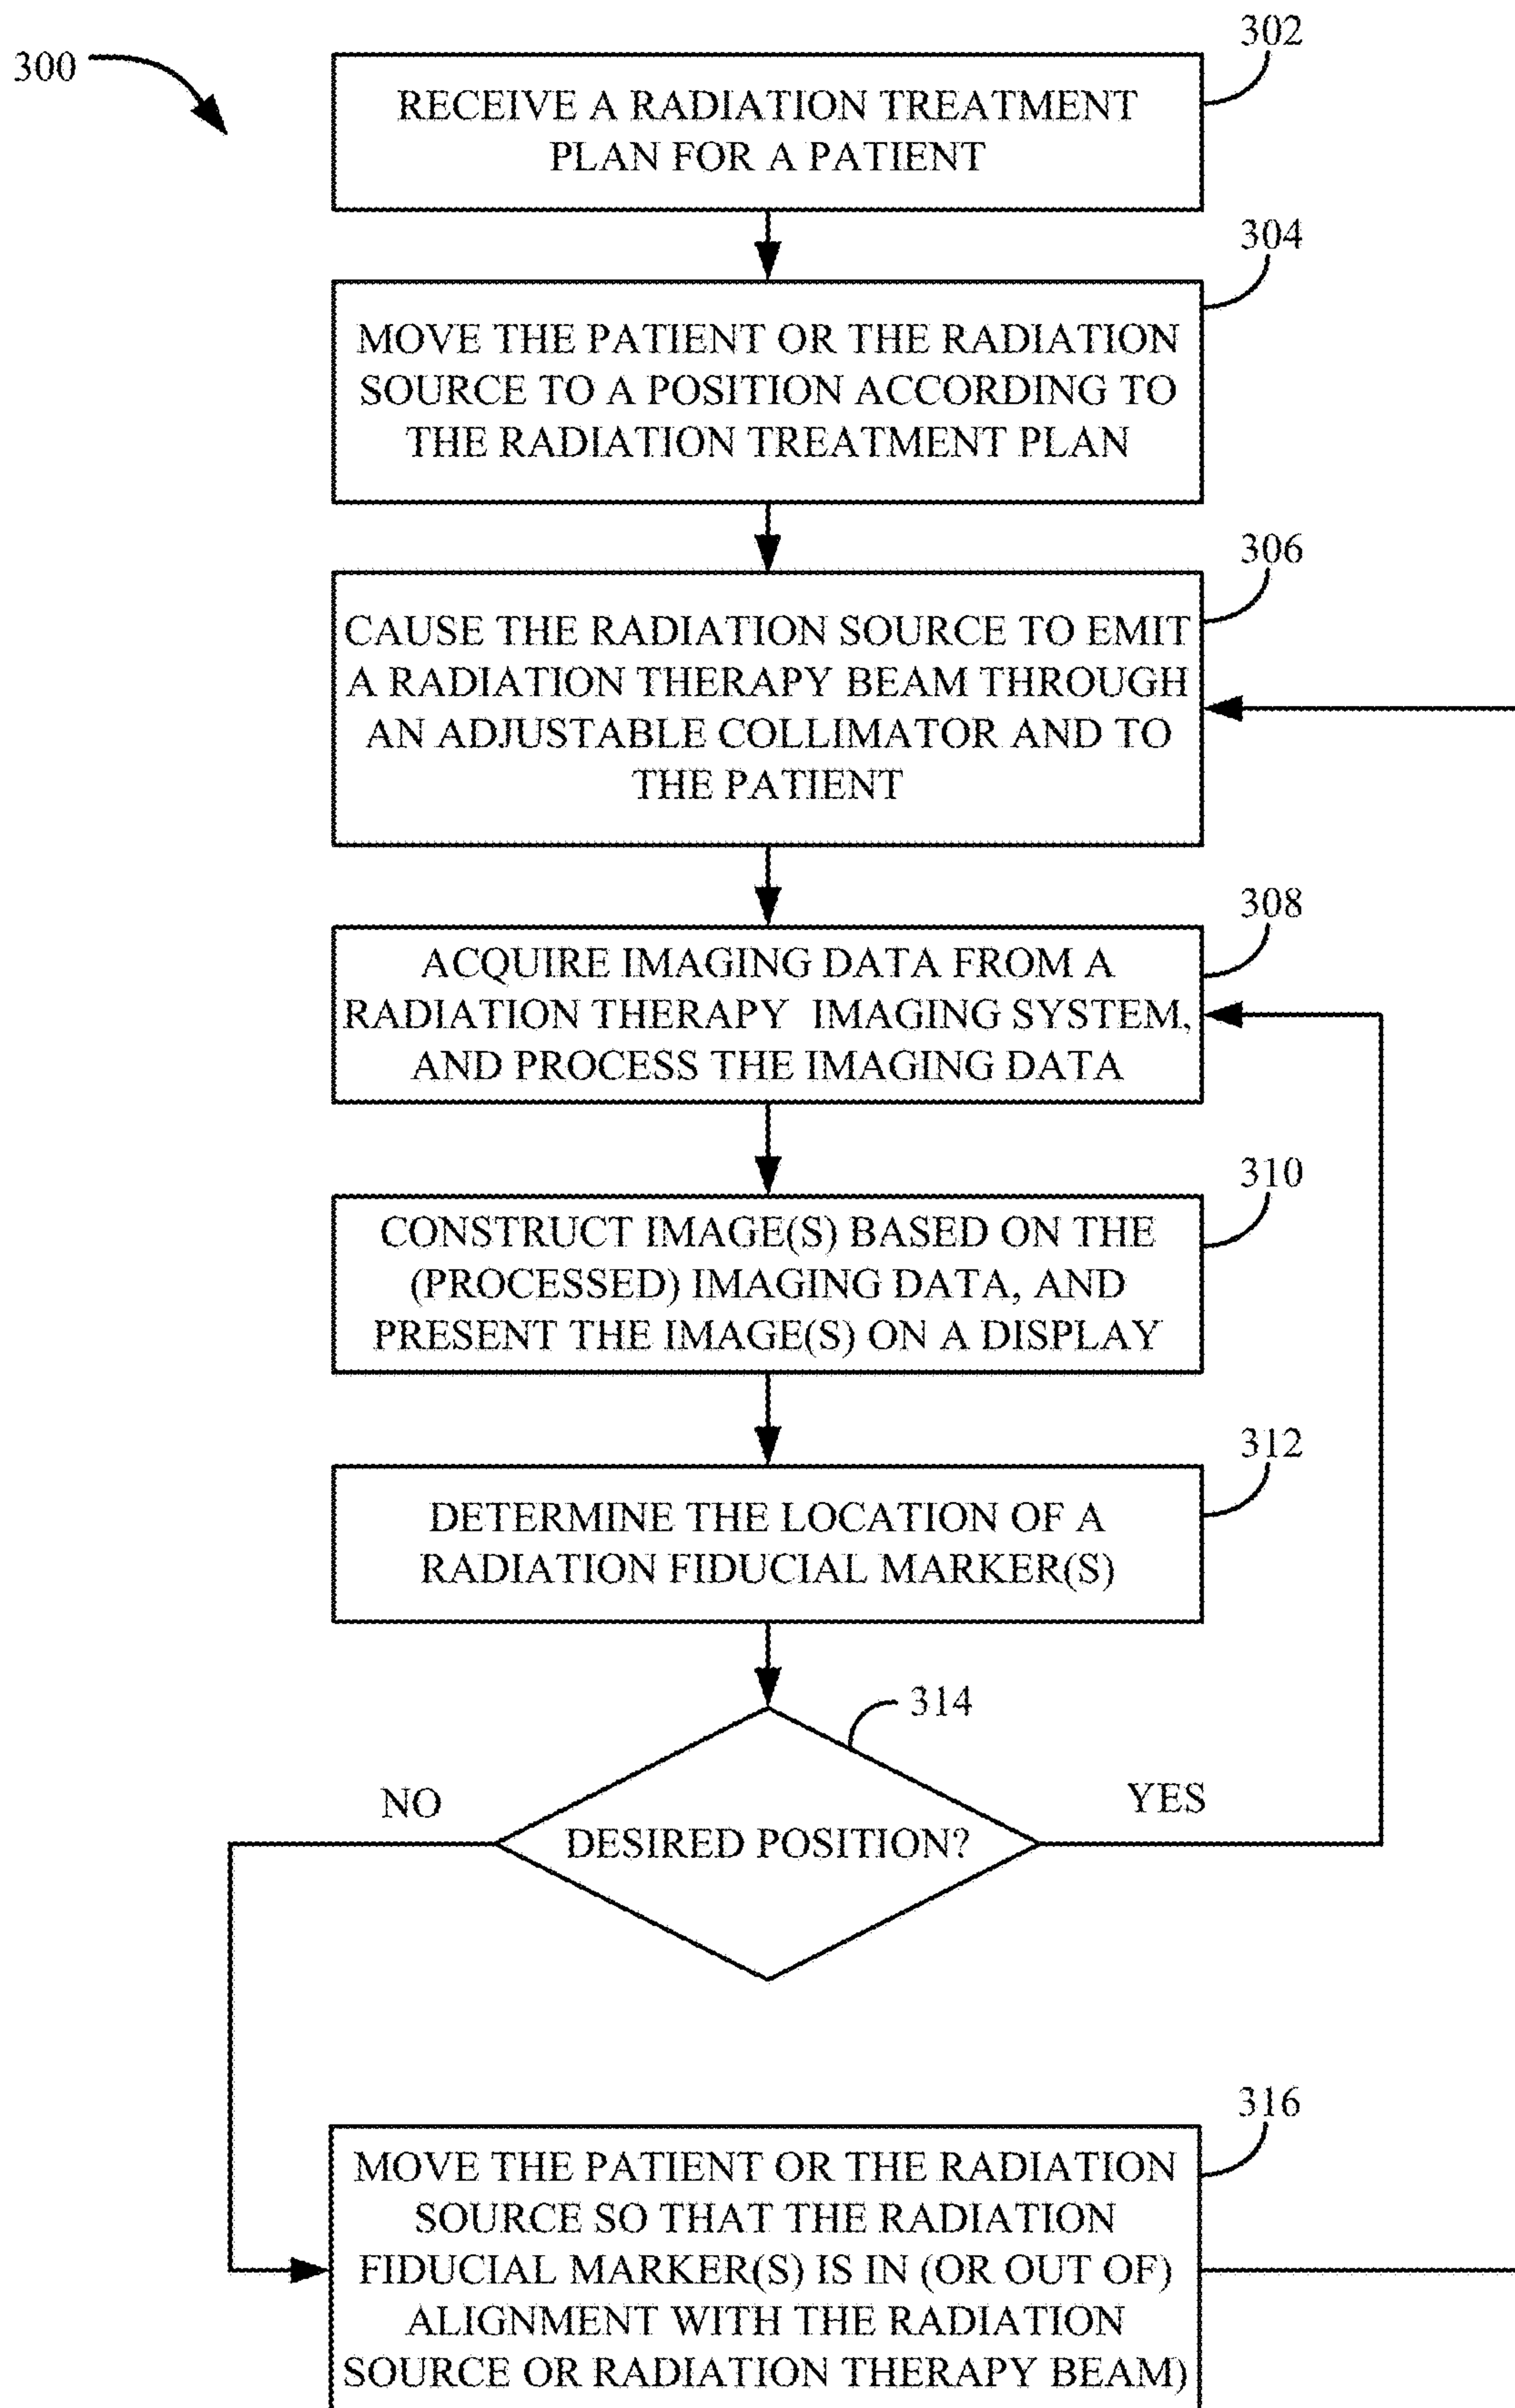 300
302
RECEIVE A RADIATION TREATMENT
PLAN FOR A PATIENT
304
MOVE THE PATIENT OR THE RADIATION
SOURCE TO A POSITION ACCORDING TO
THE RADIATION TREATMENT PLAN
306
CAUSE THE RADIATION SOURCE TO EMIT
A RADIATION THERAPY BEAM THROUGH
AN ADJUSTABLE COLLIMATOR AND TO
THE PATIENT
308
ACQUIRE IMAGING DATA FROM A
RADIATION THERAPY IMAGING SYSTEM,
AND PROCESS THE IMAGING DATA
310
CONSTRUCT IMAGE(S) BASED ON THE
(PROCESSED) IMAGING DATA, AND
PRESENT THE IMAGE(S) ON A DISPLAY
312
DETERMINE THE LOCATION OF A
RADIATION FIDUCIAL MARKER(S)
314
NO
YES
DESIRED POSITION?
316
MOVE THE PATIENT OR THE RADIATION
SOURCE SO THAT THE RADIATION
FIDUCIAL MARKER(S) IS IN (OR OUT OF)
ALIGNMENT WITH THE RADIATION
SOURCE OR RADIATION THERAPY BEAM)